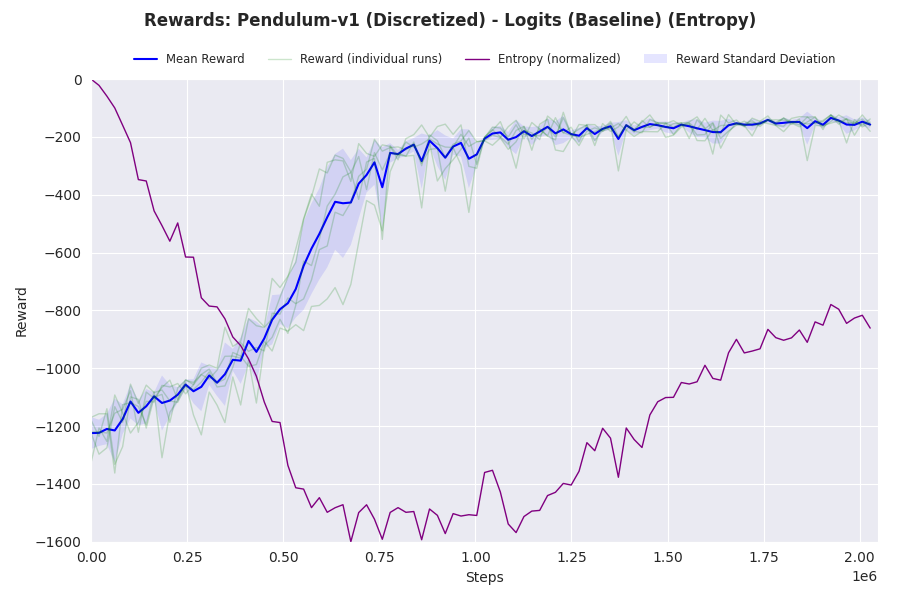 Rewards: Pendulum-v1 (Discretized) - Logits (Baseline) (Entropy)
Mean Reward Reward (individual runs) Entropy (normalized) Reward Standard Deviation
0
−200
−400
−600
−800
−1000
−1200
−1400
−1600
Reward
0.00 0.25 0.50 0.75 1.00 1.25 1.50 1.75 2.00
Steps
1e6